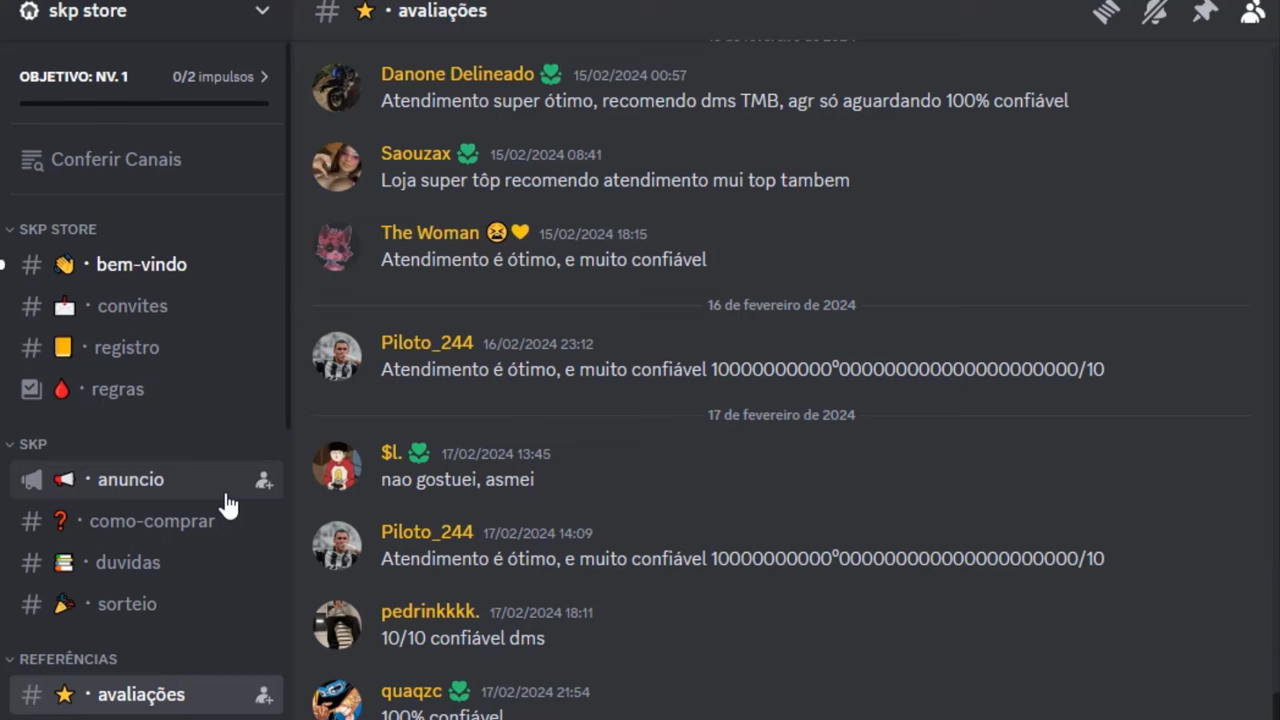 skp store
OBJETIVO: NV. 1 0/2 impulsos
Conferir Canais
SKP STORE
bem-vindo
convites
registro
regras
SKP
anuncio
como-comprar
duvidas
sorteio
REFERÊNCIAS
avaliações
# ⭐ · avaliações
Danone Delineado 15/02/2024 00:57
Atendimento super ótimo, recomendo dms TMB, agr só aguardando 100% confiável
Saouzax 15/02/2024 08:41
Loja super tôp recomendo atendimento mui top tambem
The Woman 😫💛 15/02/2024 18:15
Atendimento é ótimo, e muito confiável
16 de fevereiro de 2024
Piloto_244 16/02/2024 23:12
Atendimento é ótimo, e muito confiável 10000000000⁰000000000000000000000000/10
17 de fevereiro de 2024
$l. 17/02/2024 13:45
nao gostuei, asmei
Piloto_244 17/02/2024 14:09
Atendimento é ótimo, e muito confiável 10000000000⁰000000000000000000000000/10
pedrinkkkk. 17/02/2024 18:11
10/10 confiável dms
quaqzc 17/02/2024 21:54
100% confiável